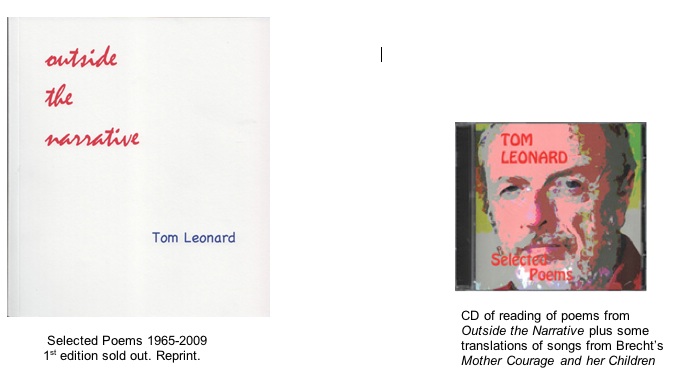 outside
the
narrative
Tom Leonard
Selected Poems 1965-2009
1st edition sold out. Reprint.
TOM
LEONARD
Selected
Poems
CD of reading of poems from
Outside the Narrative plus some
translations of songs from Brecht's
Mother Courage and her Children